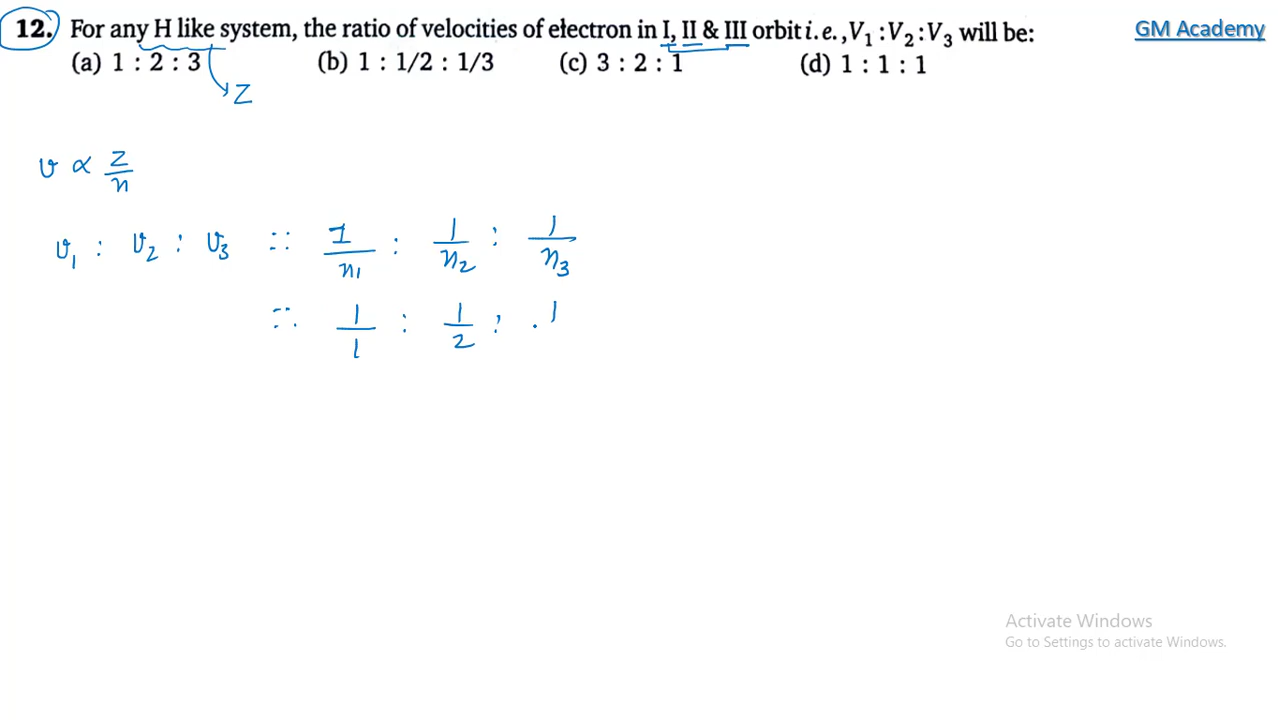 12. For any H like system, the ratio of velocities of electron in I, II & III orbit i.e., V₁ : V₂ : V₃ will be:
GM Academy
(a) 1 : 2 : 3 (b) 1 : 1/2 : 1/3 (c) 3 : 2 : 1 (d) 1 : 1 : 1
Z
v ∝ Z/n
v₁ : v₂ : v₃ :: 1/n₁ : 1/n₂ : 1/n₃
:: 1/1 : 1/2 : 1
Activate Windows
Go to Settings to activate Windows.